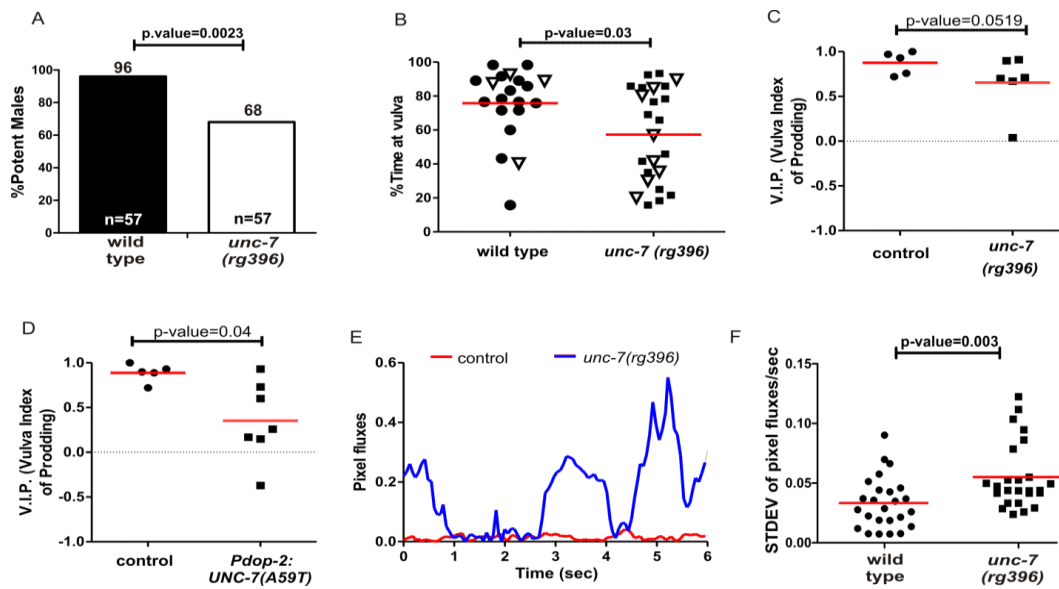 A
p.value=0.0023
%Potent Males
100
80
60
40
20
0
96
68
n=57
n=57
wild
type
unc-7
(rg396)
B
p-value=0.03
%Time at vulva
100
80
60
40
20
0
wild type
unc-7 (rg396)
C
p-value=0.0519
V.I.P. (Vulva Index
of Prodding)
1.0
0.5
0.0
-0.5
-1.0
control
unc-7
(rg396)
D
p-value=0.04
V.I.P. (Vulva Index
of Prodding)
1.0
0.5
0.0
-0.5
-1.0
control
Pdop-2:
UNC-7(A59T)
E
control
unc-7(rg396)
Pixel fluxes
0.6
0.4
0.2
0.0
0 1 2 3 4 5 6
Time (sec)
F
p-value=0.003
STDEV of pixel fluxes/sec
0.15
0.10
0.05
0.00
wild
type
unc-7
(rg396)